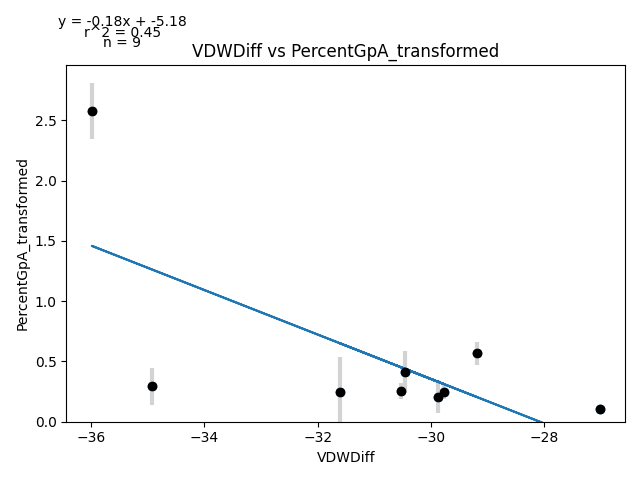 y = -0.18x + -5.18
r^2 = 0.45
n = 9
VDWDiff vs PercentGpA_transformed
PercentGpA_transformed
2.5
2.0
1.5
1.0
0.5
0.0
−36
−34
−32
−30
−28
VDWDiff